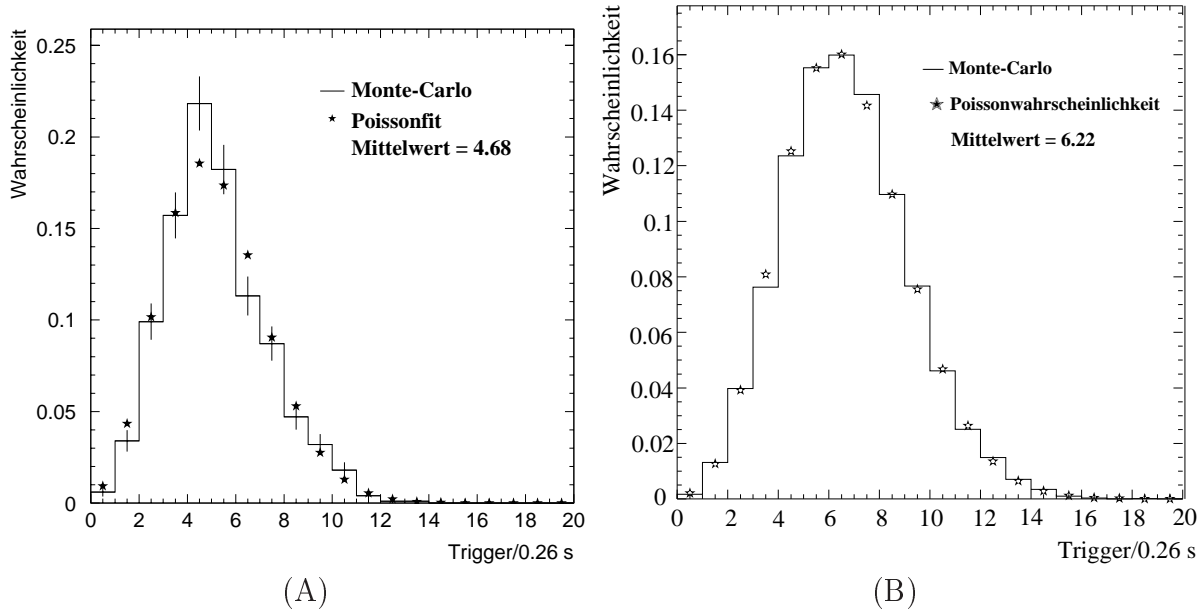 Wahrscheinlichkeit
0.25
0.2
0.15
0.1
0.05
0
Monte-Carlo
Poissonfit
Mittelwert = 4.68
0 2 4 6 8 10 12 14 16 18 20
Trigger/0.26 s
(A)
Wahrscheinlichkeit
0.16
0.14
0.12
0.1
0.08
0.06
0.04
0.02
0
Monte-Carlo
Poissonwahrscheinlichkeit
Mittelwert = 6.22
0 2 4 6 8 10 12 14 16 18 20
Trigger/0.26 s
(B)